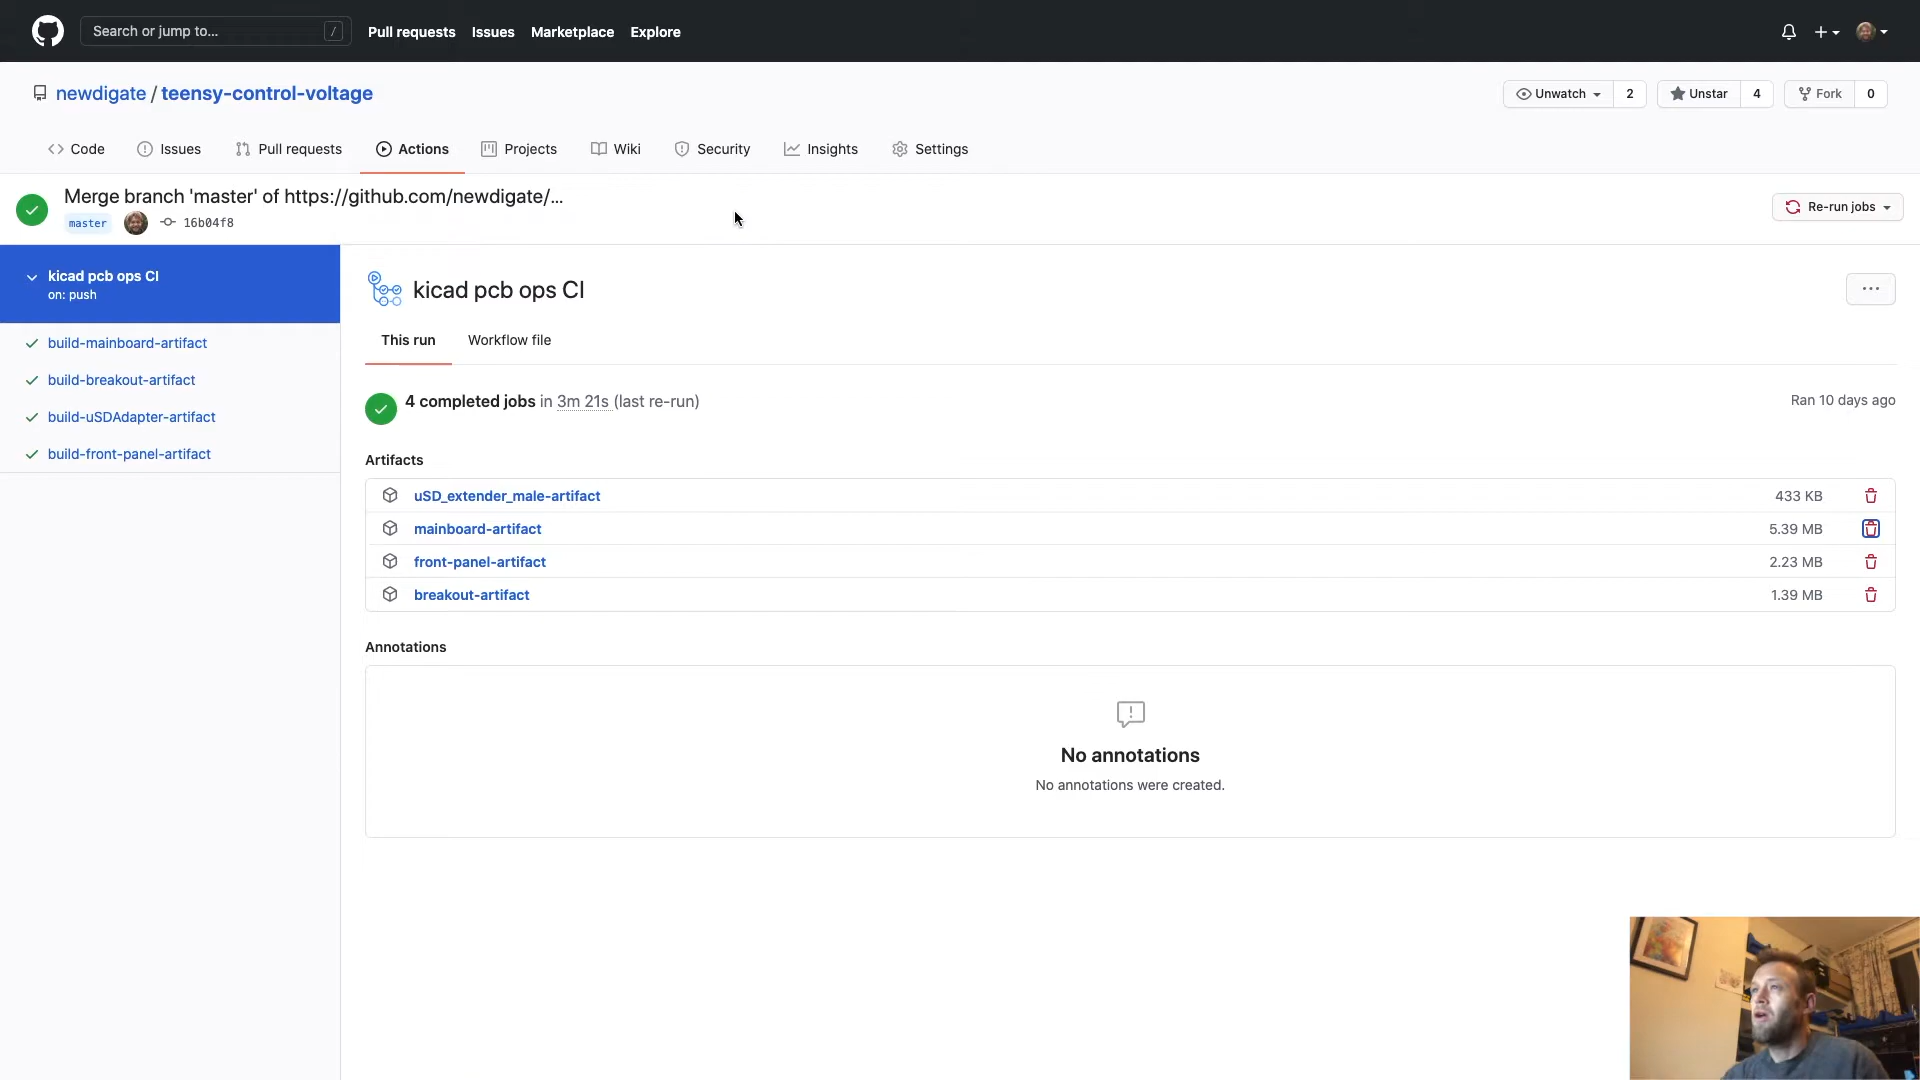 Search or jump to... /
Pull requests Issues Marketplace Explore
newdigate / teensy-control-voltage
Unwatch 2 Unstar 4 Fork 0
Code Issues Pull requests Actions Projects Wiki Security Insights Settings
Merge branch 'master' of https://github.com/newdigate/...
master 16b04f8
Re-run jobs
kicad pcb ops CI
on: push
build-mainboard-artifact
build-breakout-artifact
build-uSDAdapter-artifact
build-front-panel-artifact
kicad pcb ops CI
...
This run Workflow file
4 completed jobs in 3m 21s (last re-run)
Ran 10 days ago
Artifacts
uSD_extender_male-artifact 433 KB
mainboard-artifact 5.39 MB
front-panel-artifact 2.23 MB
breakout-artifact 1.39 MB
Annotations
No annotations
No annotations were created.